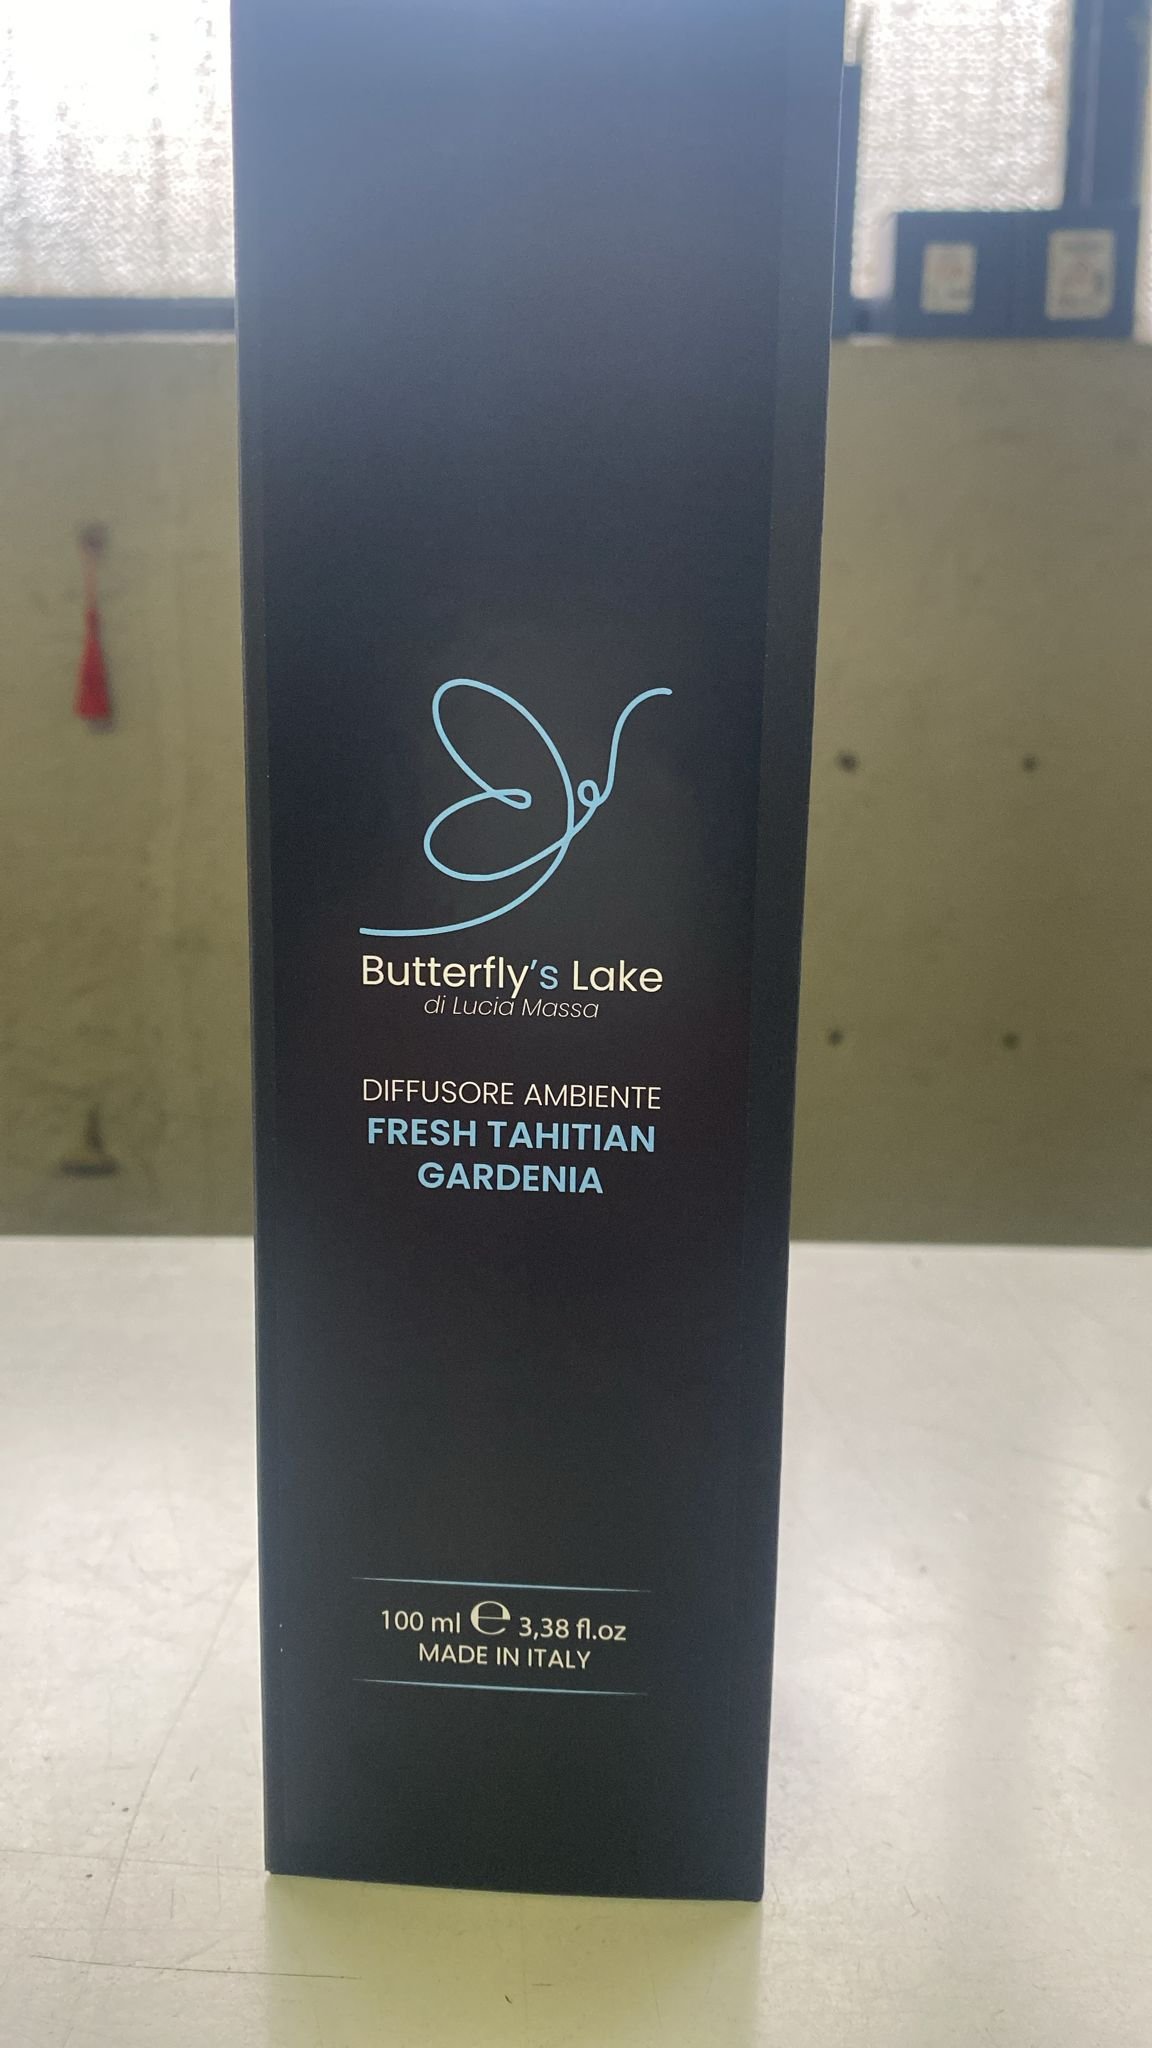 Butterfly's Lake
di Lucia Massa
DIFFUSORE AMBIENTE
FRESH TAHITIAN
GARDENIA
100 ml ℮ 3,38 fl.oz
MADE IN ITALY